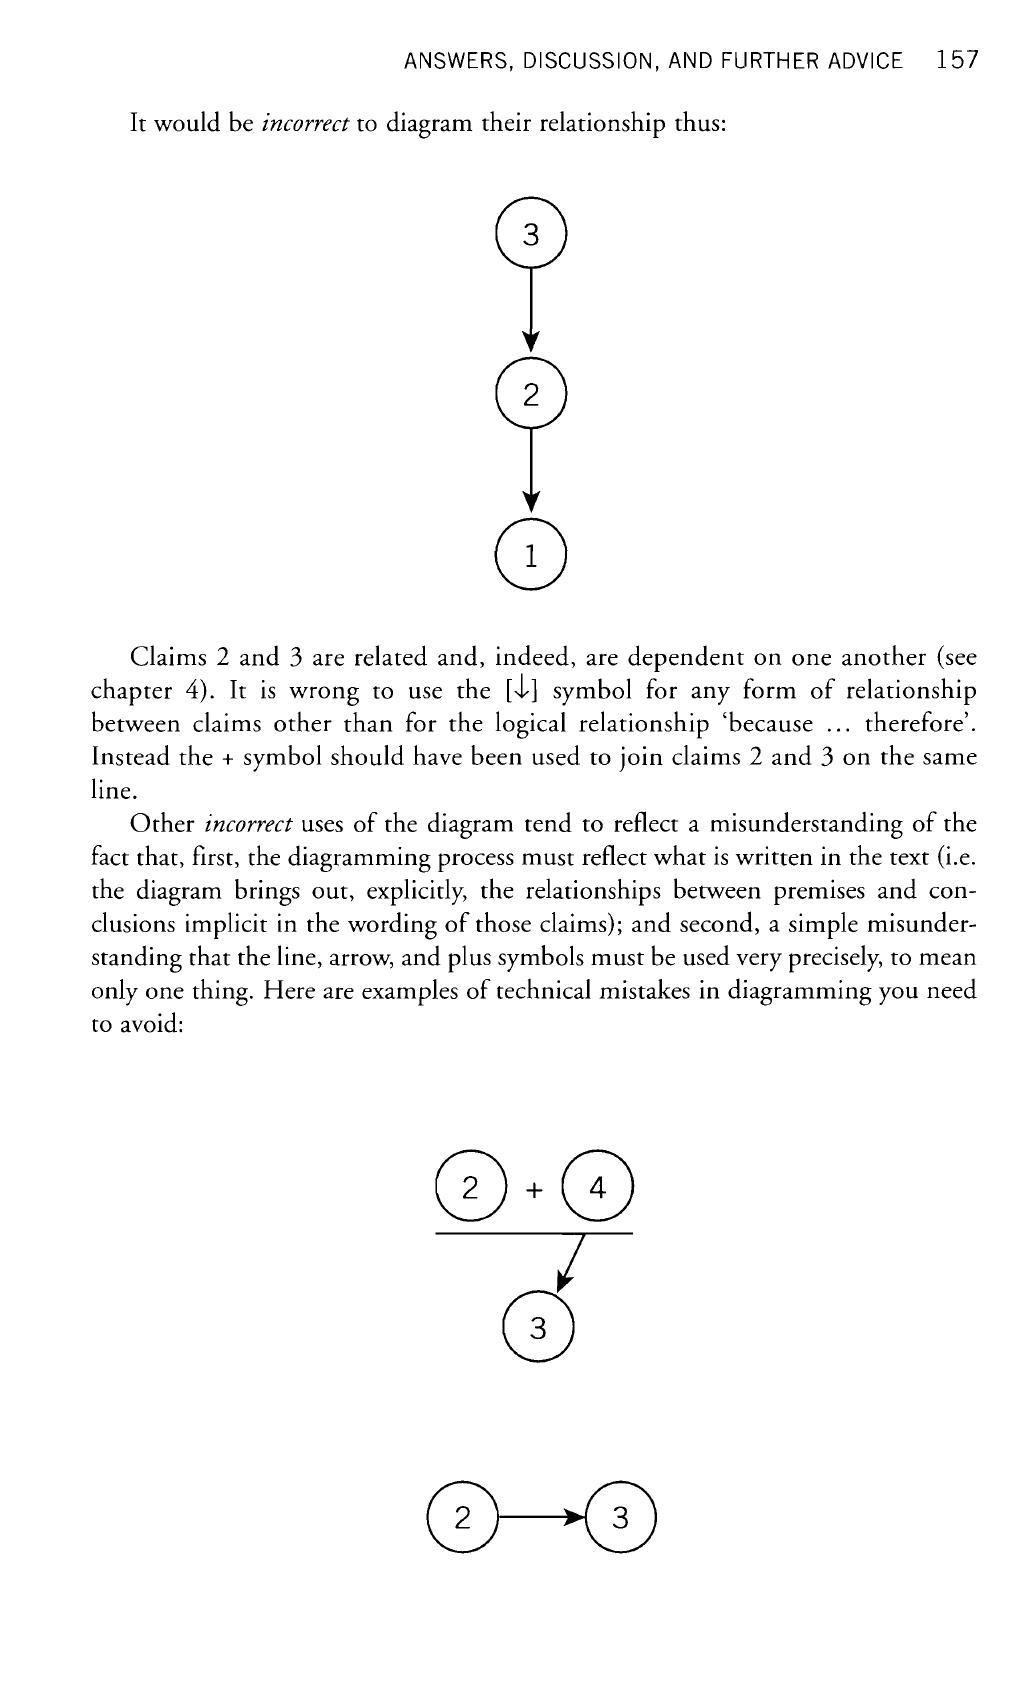 ANSWERS, DISCUSSION, AND FURTHER ADVICE 157
It would be incorrect to diagram their relationship thus:
3
2
1
Claims 2 and 3 are related and, indeed, are dependent on one another (see
chapter 4). It is wrong to use the [↓] symbol for any form of relationship
between claims other than for the logical relationship ‘because ... therefore’.
Instead the + symbol should have been used to join claims 2 and 3 on the same
line.
Other incorrect uses of the diagram tend to reflect a misunderstanding of the
fact that, first, the diagramming process must reflect what is written in the text (i.e.
the diagram brings out, explicitly, the relationships between premises and con-
clusions implicit in the wording of those claims); and second, a simple misunder-
standing that the line, arrow, and plus symbols must be used very precisely, to mean
only one thing. Here are examples of technical mistakes in diagramming you need
to avoid:
2 + 4
3
2 3